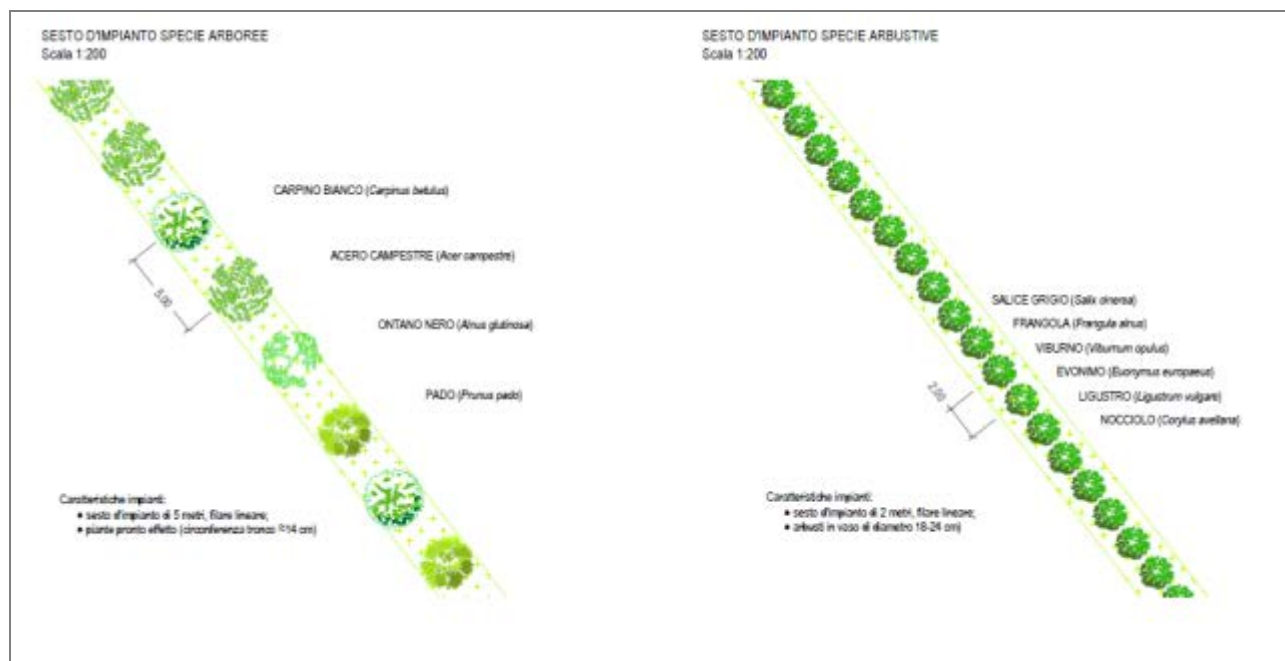 SESTO D'IMPIANTO SPECIE ARBOREE
Scala 1:200
CARPINO BIANCO (Carpinus betulus)
ACERO CAMPESTRE (Acer campestre)
5.00
ONTANO NERO (Alnus glutinosa)
PADO (Prunus pado)
Caratteristiche impianti:
• sesto d'impianto di 5 metri, filare lineare;
• piante pronto effetto (circonferenza tronco ≥14 cm)
SESTO D'IMPIANTO SPECIE ARBUSTIVE
Scala 1:200
SALICE GRIGIO (Salix cinerea)
FRANGOLA (Frangula alnus)
VIBURNO (Viburnum opulus)
EVONIMO (Euonymus europaeus)
LIGUSTRO (Ligustrum vulgare)
2.00
NOCCIOLO (Corylus avellana)
Caratteristiche impianti:
• sesto d'impianto di 2 metri, filare lineare;
• arbusti in vaso di diametro 18-24 cm)